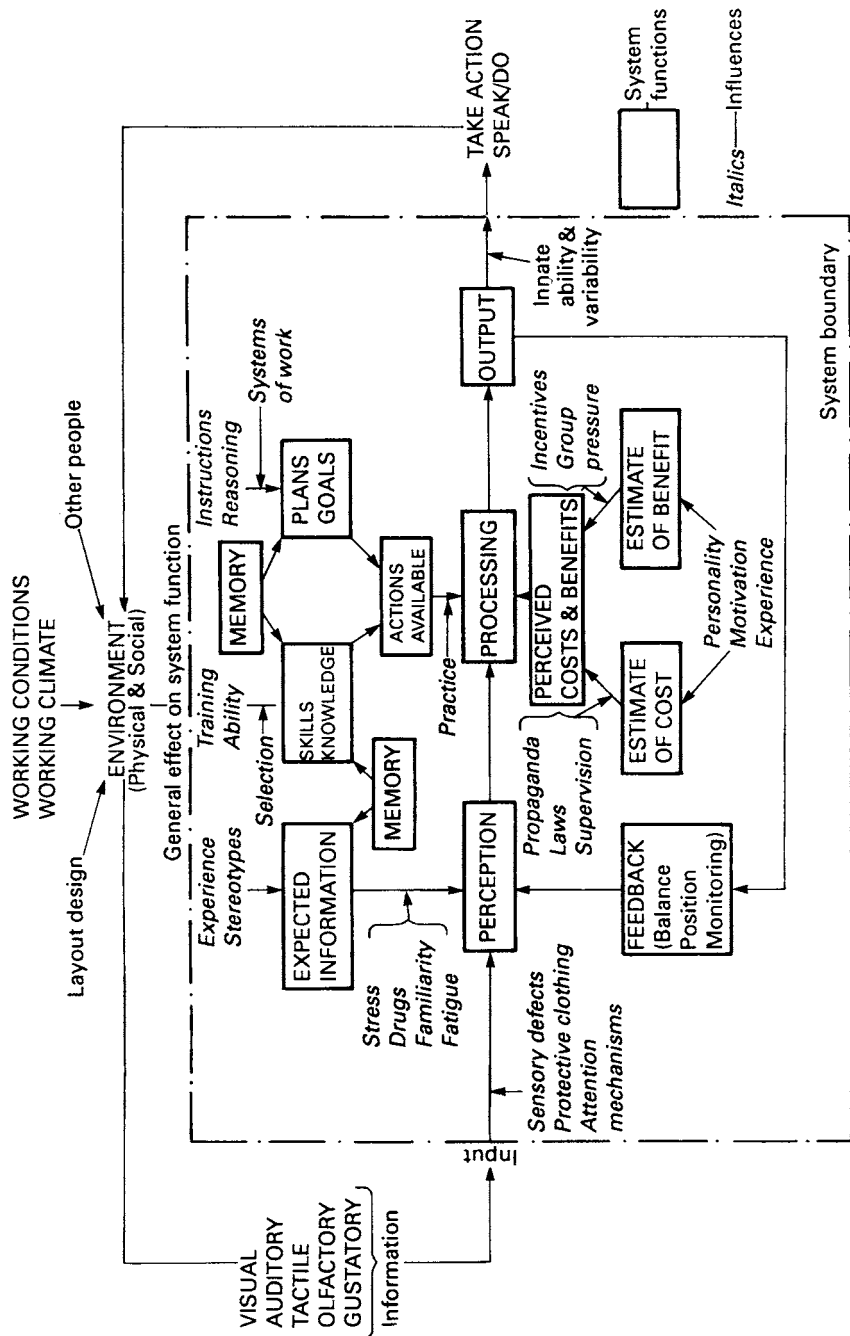 WORKING CONDITIONS
WORKING CLIMATE
Layout design
Other people
ENVIRONMENT
(Physical & Social)
General effect on system function
VISUAL
AUDITORY
TACTILE
OLFACTORY
GUSTATORY
Information
Input
Experience
Stereotypes
Training
Ability
Selection
Instructions
Reasoning
Systems
of work
MEMORY
EXPECTED
INFORMATION
SKILLS
KNOWLEDGE
PLANS
GOALS
MEMORY
ACTIONS
AVAILABLE
Stress
Drugs
Familiarity
Fatigue
Practice
PERCEPTION
PROCESSING
OUTPUT
TAKE ACTION
SPEAK/DO
Sensory defects
Protective clothing
Attention
mechanisms
Propaganda
Laws
Supervision
PERCEIVED
COSTS & BENEFITS
Incentives
Group
pressure
Innate
ability &
variability
FEEDBACK
(Balance
Position
Monitoring)
ESTIMATE
OF COST
ESTIMATE
OF BENEFIT
Personality
Motivation
Experience
System boundary
System
functions
Italics
Influences